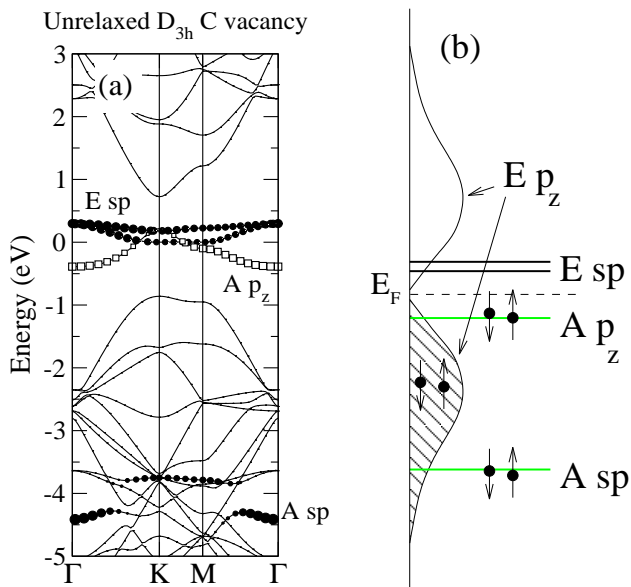 Unrelaxed D3h C vacancy
(a)
Energy (eV)
3
2
1
0
-1
-2
-3
-4
-5
E sp
A pz
A sp
Γ K M Γ
(b)
E pz
E sp
EF
A pz
A sp